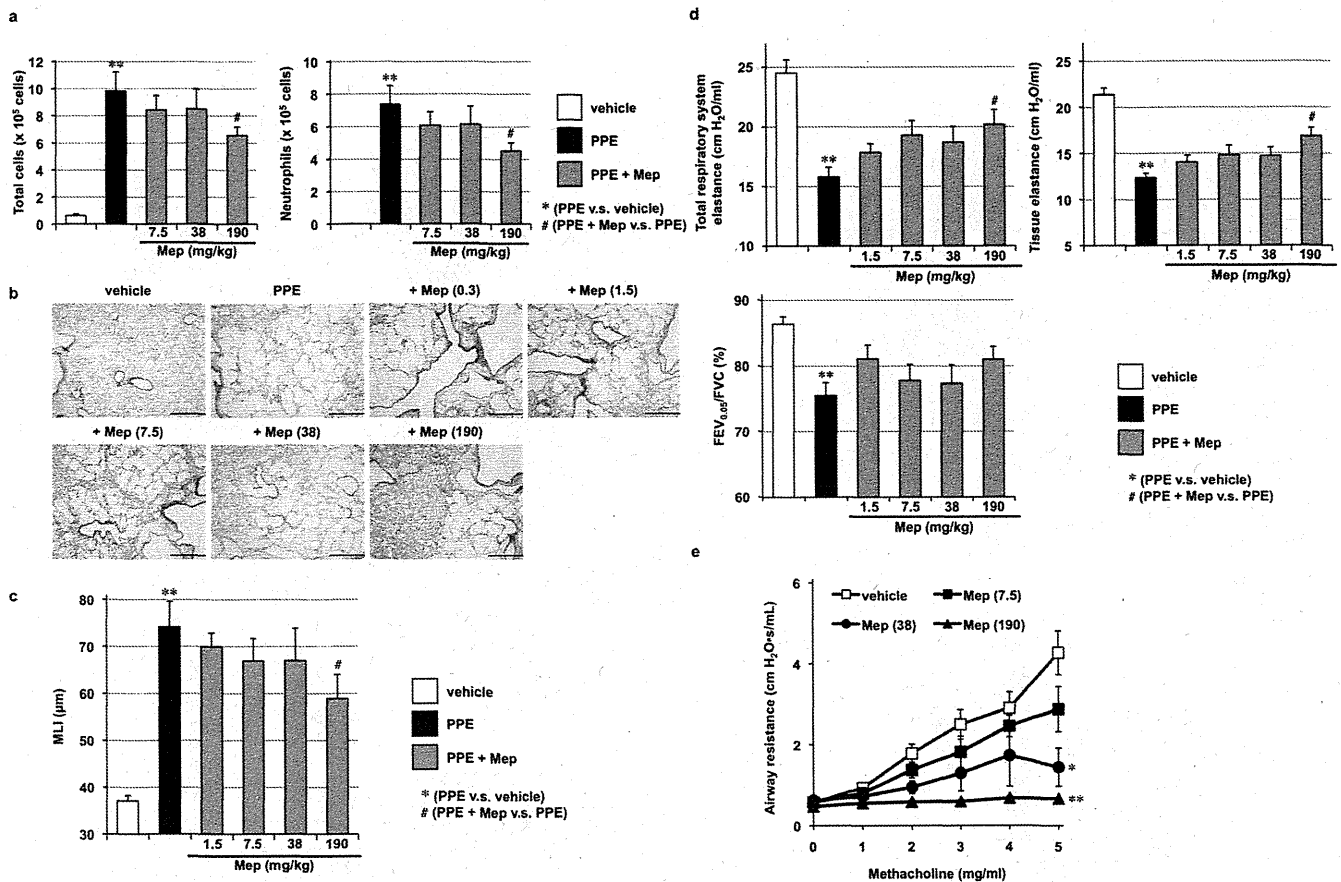 a
Total cells (x 10⁵ cells)
12
10
8
6
4
2
0
**
#
7.5 38 190
Mep (mg/kg)
Neutrophils (x 10⁵ cells)
10
8
6
4
2
0
**
#
7.5 38 190
Mep (mg/kg)
vehicle
PPE
PPE + Mep
* (PPE v.s. vehicle)
# (PPE + Mep v.s. PPE)
b
vehicle PPE + Mep (0.3) + Mep (1.5)
+ Mep (7.5) + Mep (38) + Mep (190)
c
MLI (µm)
80
70
60
50
40
30
**
#
1.5 7.5 38 190
Mep (mg/kg)
vehicle
PPE
PPE + Mep
* (PPE v.s. vehicle)
# (PPE + Mep v.s. PPE)
d
Total respiratory system
elastance (cm H₂O/ml)
25
20
15
10
**
#
1.5 7.5 38 190
Mep (mg/kg)
Tissue elastance (cm H₂O/ml)
25
20
15
10
5
**
#
1.5 7.5 38 190
Mep (mg/kg)
FEV₀.₀₅/FVC (%)
90
80
70
60
**
1.5 7.5 38 190
Mep (mg/kg)
vehicle
PPE
PPE + Mep
* (PPE v.s. vehicle)
# (PPE + Mep v.s. PPE)
e
Airway resistance (cm H₂O•s/mL)
6
4
2
0
vehicle Mep (7.5)
Mep (38) Mep (190)
*
**
0 1 2 3 4 5
Methacholine (mg/ml)